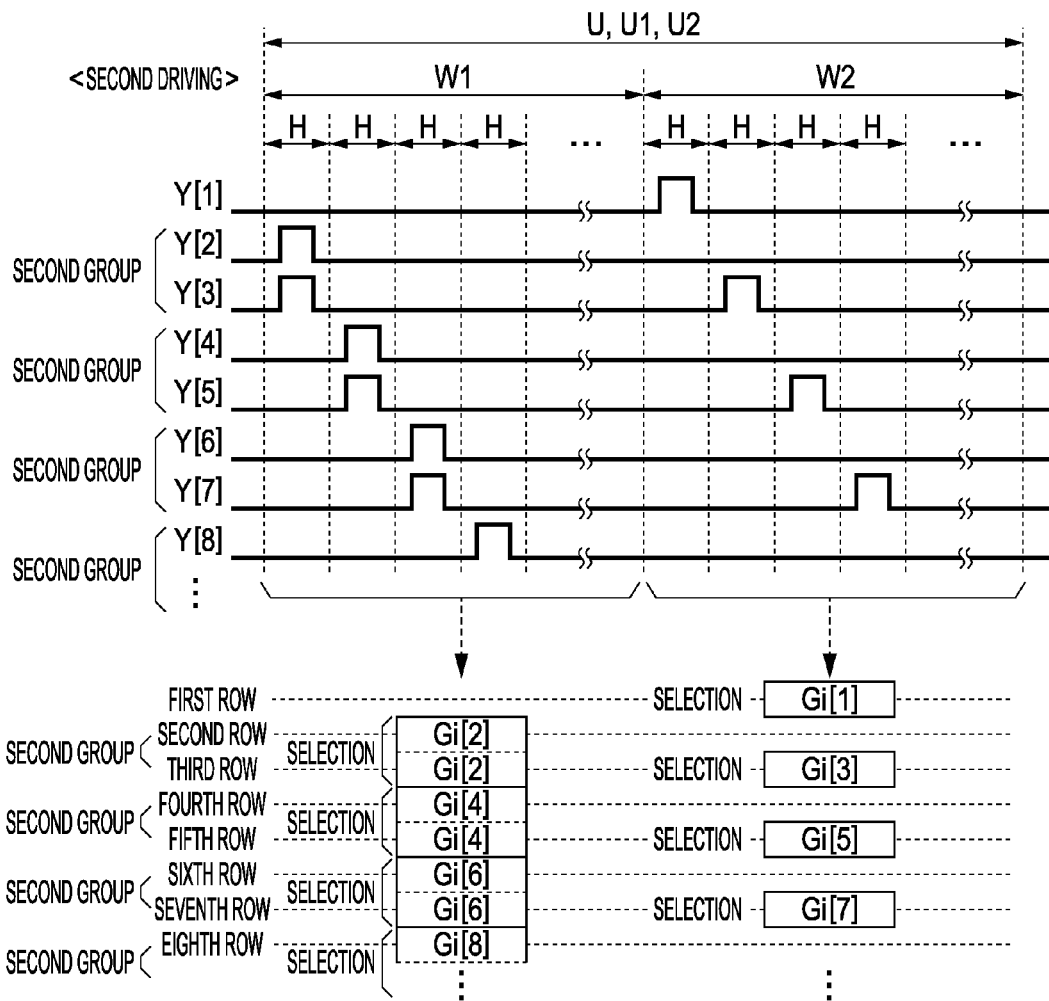 U, U1, U2
<SECOND DRIVING>
W1 W2
H H H H ... H H H H ...
Y[1]
SECOND GROUP
Y[2]
Y[3]
SECOND GROUP
Y[4]
Y[5]
SECOND GROUP
Y[6]
Y[7]
SECOND GROUP
Y[8]
⋮
FIRST ROW SELECTION Gi[1]
SECOND GROUP
SECOND ROW SELECTION Gi[2]
THIRD ROW Gi[2] SELECTION Gi[3]
SECOND GROUP
FOURTH ROW SELECTION Gi[4]
FIFTH ROW Gi[4] SELECTION Gi[5]
SECOND GROUP
SIXTH ROW SELECTION Gi[6]
SEVENTH ROW Gi[6] SELECTION Gi[7]
SECOND GROUP
EIGHTH ROW SELECTION Gi[8]
⋮ ⋮